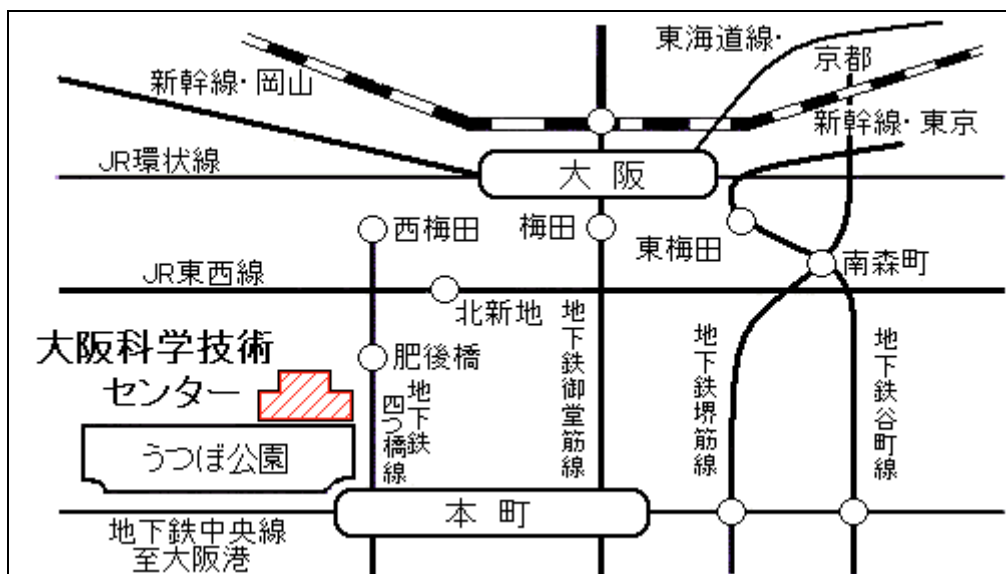 東海道線・
京都
新幹線・岡山
新幹線・東京
JR環状線
大阪
西梅田
梅田
東梅田
南森町
JR東西線
北新地
大阪科学技術
センター
肥後橋
地下鉄
四つ橋線
地下鉄御堂筋線
地下鉄堺筋線
地下鉄谷町線
うつぼ公園
本町
地下鉄中央線
至大阪港